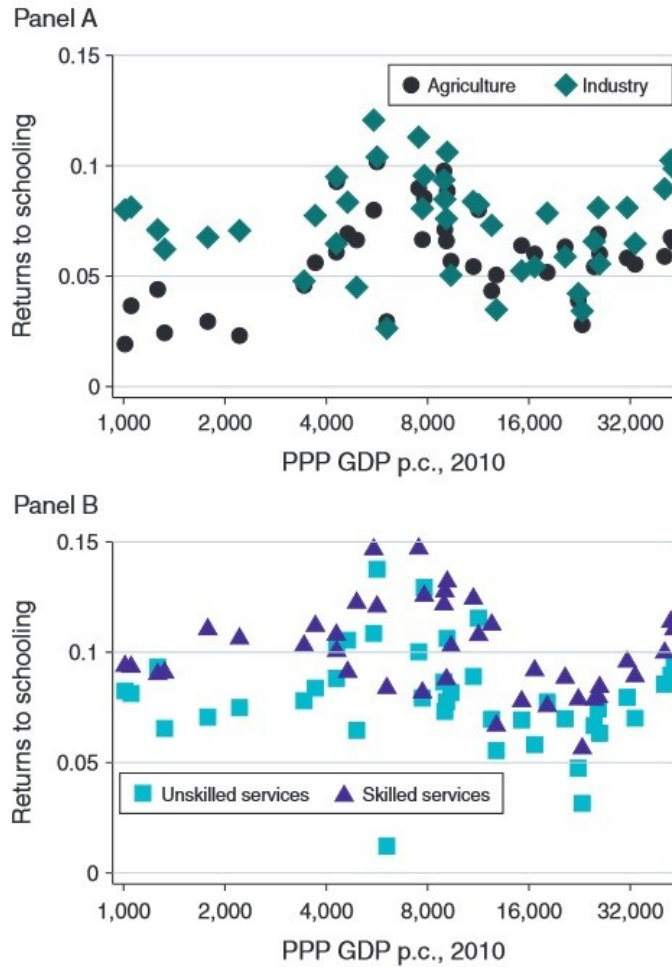 Panel A
0.15
Agriculture Industry
0.1
0.05
0
Returns to schooling
1,000 2,000 4,000 8,000 16,000 32,000
PPP GDP p.c., 2010
Panel B
0.15
0.1
0.05
Unskilled services Skilled services
0
Returns to schooling
1,000 2,000 4,000 8,000 16,000 32,000
PPP GDP p.c., 2010